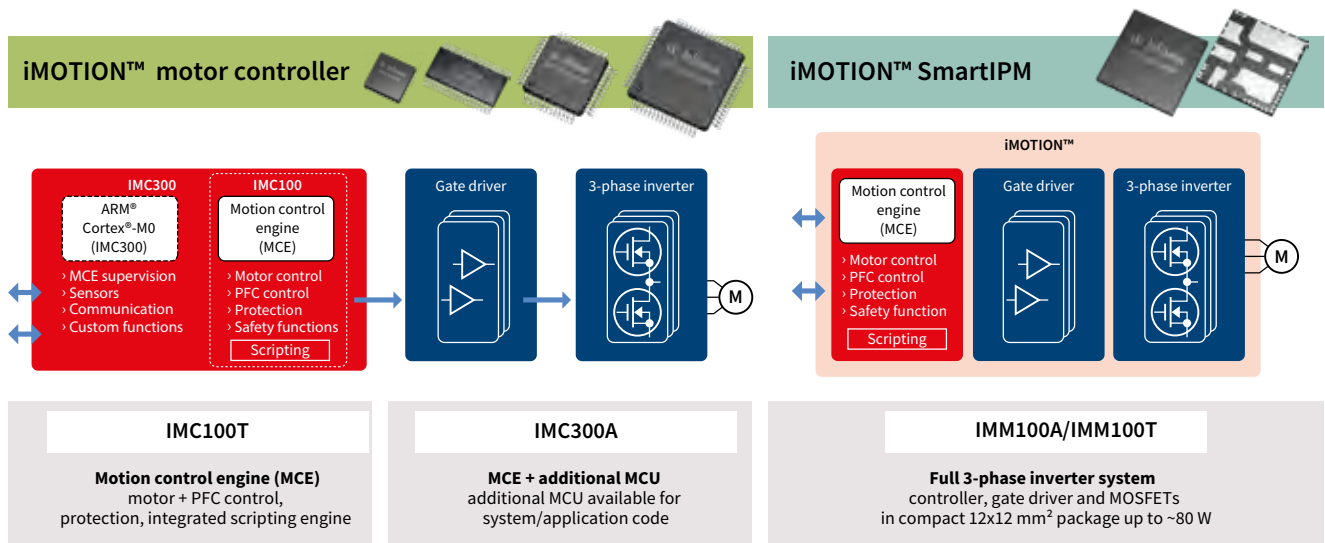 iMOTION™ motor controller
iMOTION™ SmartIPM
IMC300
IMC100
ARM®
Cortex®-M0
(IMC300)
› MCE supervision
› Sensors
› Communication
› Custom functions
Motion control
engine
(MCE)
› Motor control
› PFC control
› Protection
› Safety functions
Scripting
Gate driver
3-phase inverter
M
iMOTION™
Motion control
engine
(MCE)
› Motor control
› PFC control
› Protection
› Safety function
Scripting
Gate driver
3-phase inverter
M
IMC100T
Motion control engine (MCE)
motor + PFC control,
protection, integrated scripting engine
IMC300A
MCE + additional MCU
additional MCU available for
system/application code
IMM100A/IMM100T
Full 3-phase inverter system
controller, gate driver and MOSFETs
in compact 12x12 mm² package up to ~80 W